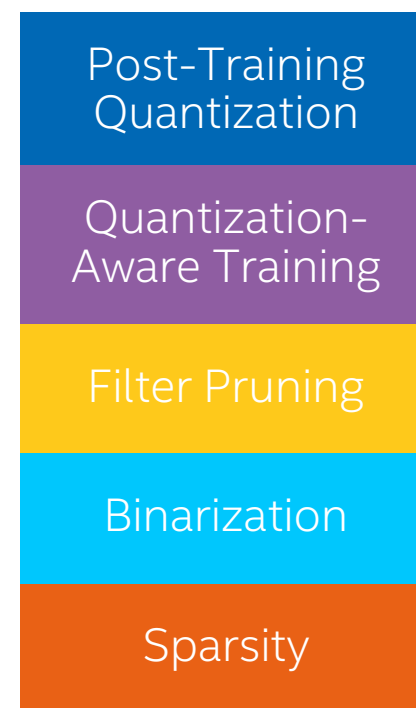 Post-Training
Quantization
Quantization-
Aware Training
Filter Pruning
Binarization
Sparsity